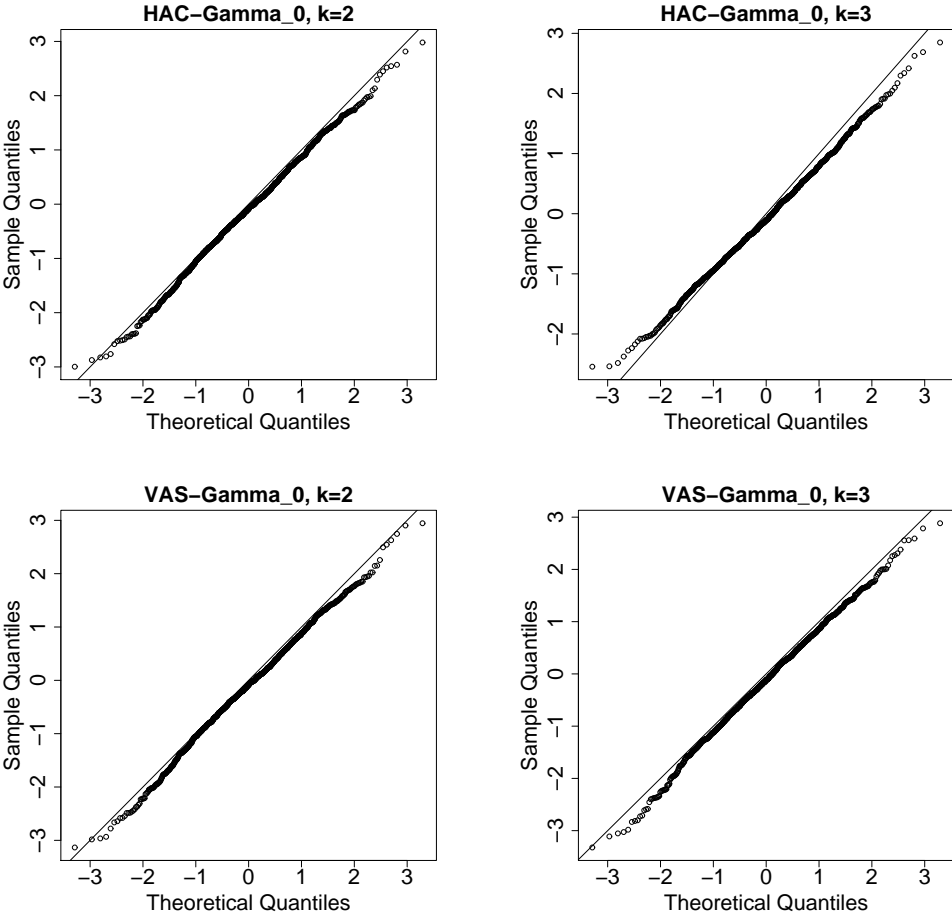 HAC−Gamma_0, k=2
3
2
1
0
−1
−2
−3
Sample Quantiles
−3 −2 −1 0 1 2 3
Theoretical Quantiles
HAC−Gamma_0, k=3
3
2
1
0
−1
−2
Sample Quantiles
−3 −2 −1 0 1 2 3
Theoretical Quantiles
VAS−Gamma_0, k=2
3
2
1
0
−1
−2
−3
Sample Quantiles
−3 −2 −1 0 1 2 3
Theoretical Quantiles
VAS−Gamma_0, k=3
3
2
1
0
−1
−2
−3
Sample Quantiles
−3 −2 −1 0 1 2 3
Theoretical Quantiles